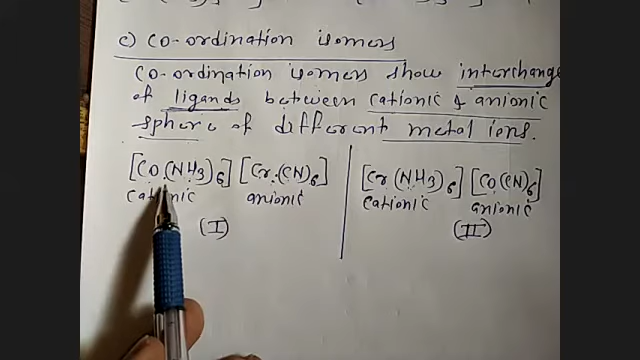 c) Co-ordination isomers
Co-ordination isomers show interchange
of ligands between cationic & anionic
sphere of different metal ions.
[Co(NH3)6] [Cr(CN)6] [Cr(NH3)6] [Co(CN)6]
cationic anionic cationic anionic
(I) (II)